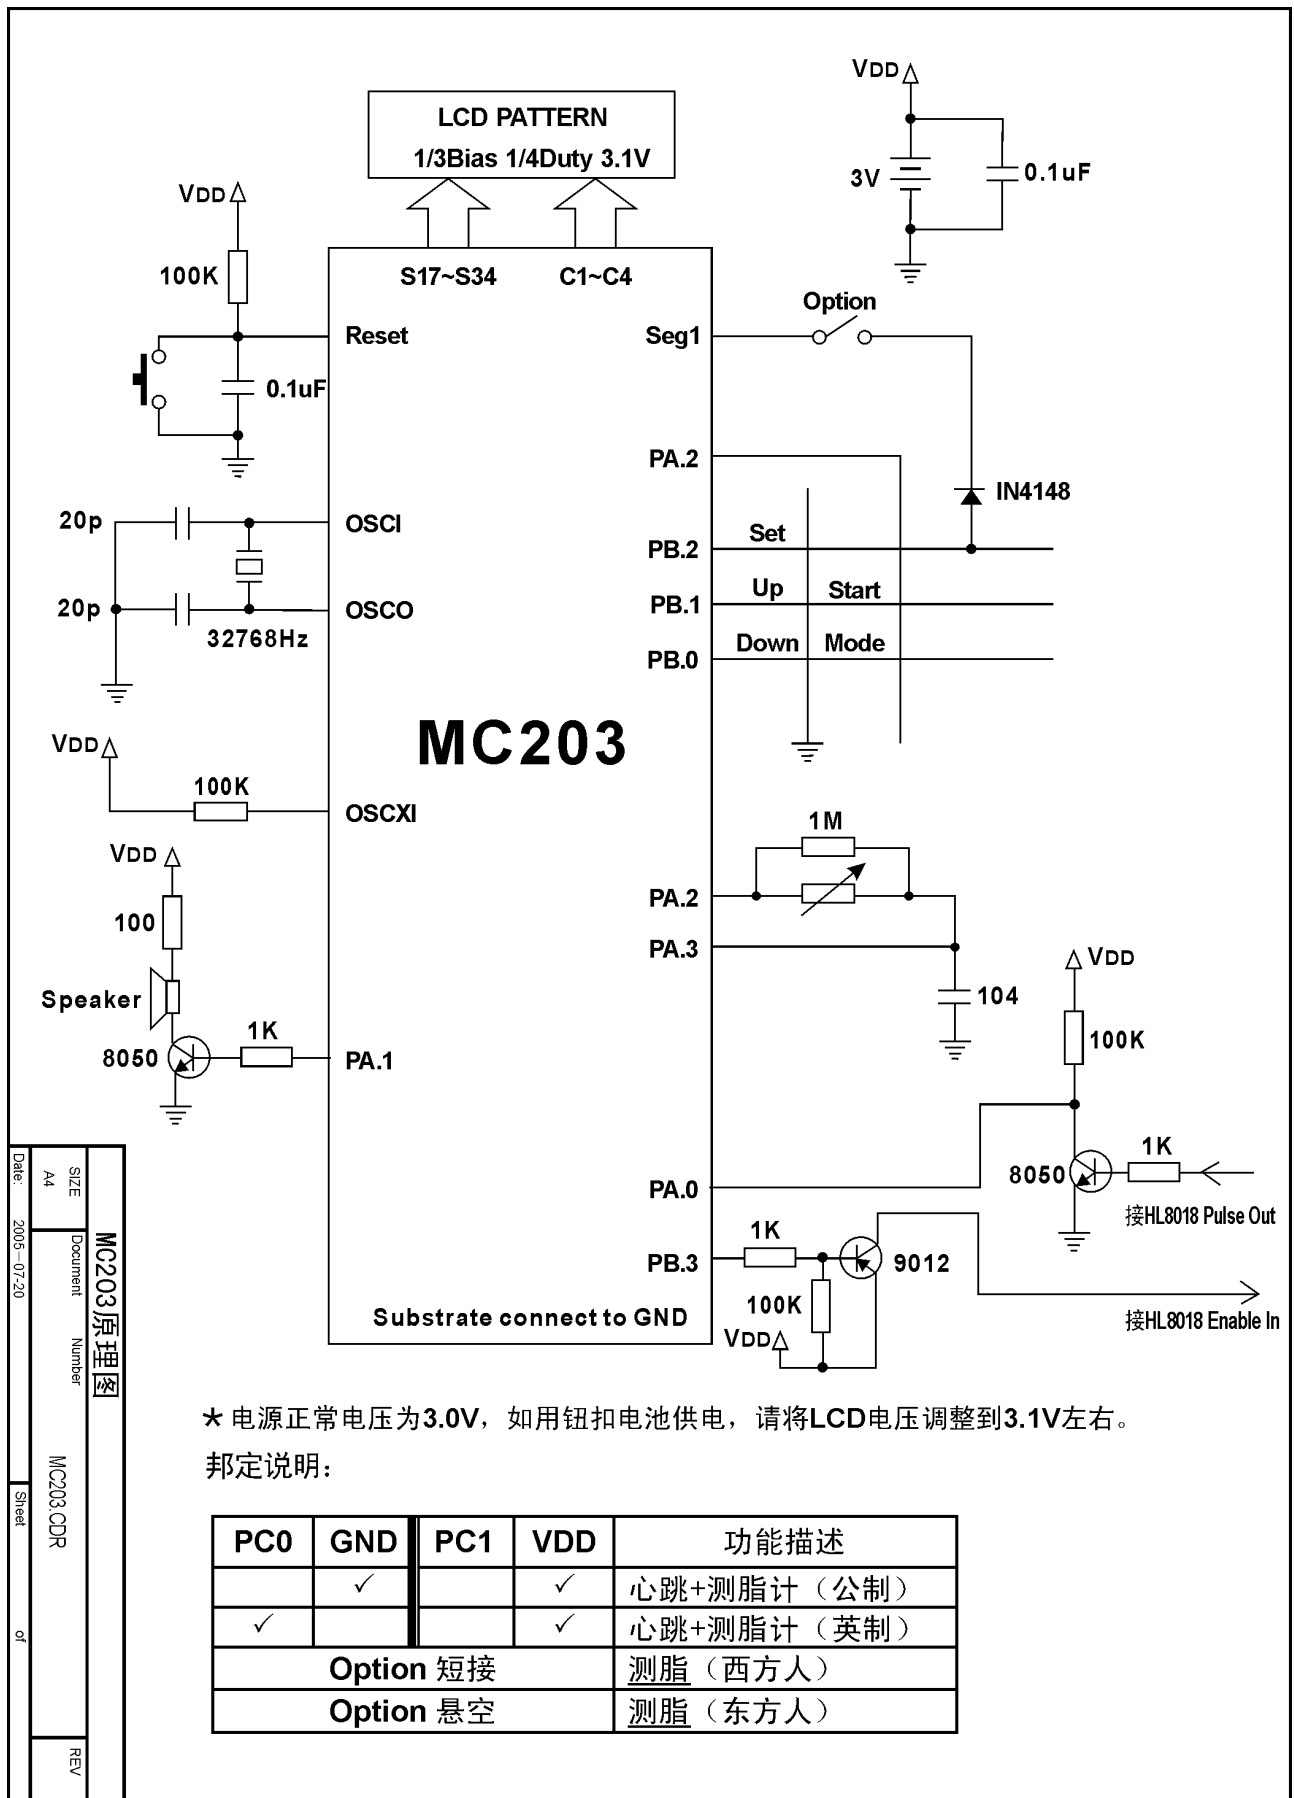 LCD PATTERN
1/3Bias 1/4Duty 3.1V
VDD
3V
0.1uF
VDD
100K
S17~S34
C1~C4
Option
Reset
Seg1
0.1uF
PA.2
IN4148
20p
OSCI
Set
PB.2
Up
Start
PB.1
20p
OSCO
32768Hz
Down
Mode
PB.0
MC203
VDD
100K
OSCXI
1M
VDD
PA.2
100
PA.3
VDD
Speaker
104
1K
100K
8050
PA.1
1K
8050
PA.0
接HL8018 Pulse Out
1K
PB.3
9012
100K
接HL8018 Enable In
Substrate connect to GND
VDD
MC203原理图
SIZE
A4
Document Number
MC203.CDR
REV
Date: 2005-07-20
Sheet of
* 电源正常电压为3.0V，如用钮扣电池供电，请将LCD电压调整到3.1V左右。
邦定说明：
PC0 GND PC1 VDD 功能描述
✓ ✓ 心跳+测脂计（公制）
✓ ✓ 心跳+测脂计（英制）
Option 短接 测脂（西方人）
Option 悬空 测脂（东方人）